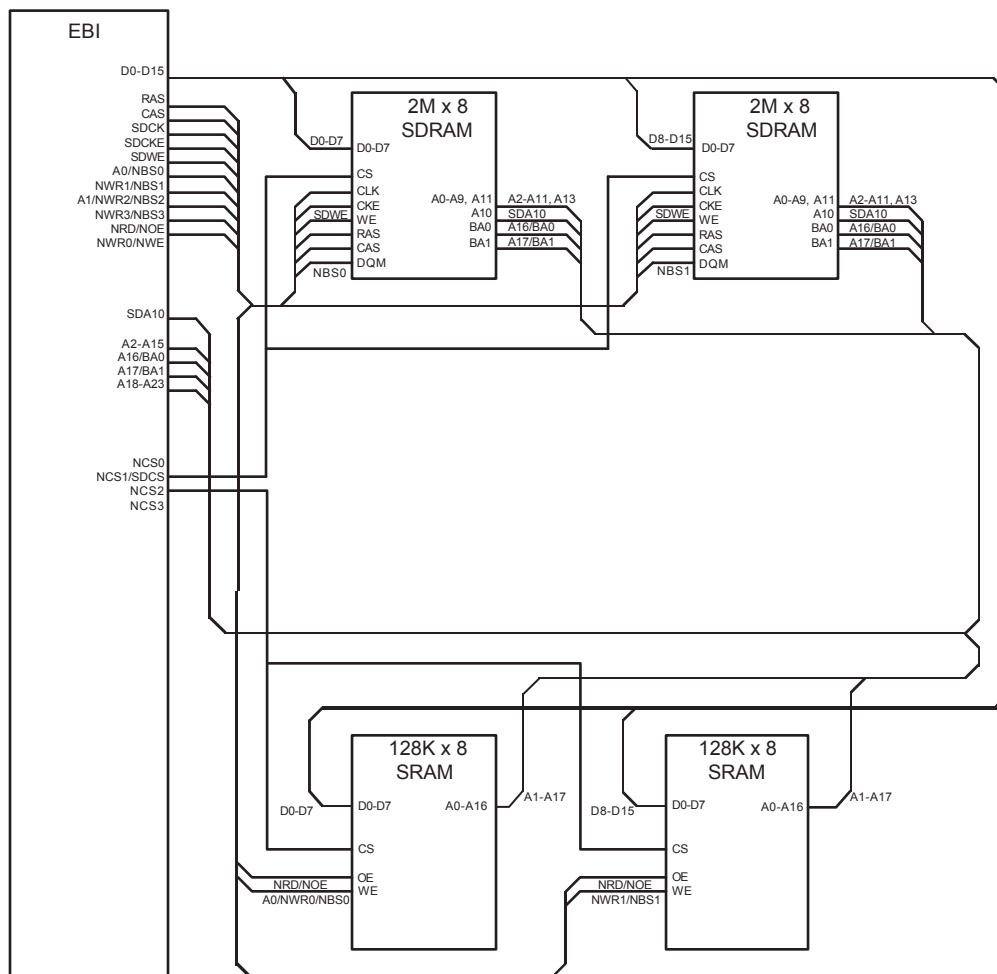 EBI
D0-D15
RAS
CAS
SDCK
SDCKE
SDWE
A0/NBS0
NWR1/NBS1
A1/NWR2/NBS2
NWR3/NBS3
NRD/NOE
NWR0/NWE
SDA10
A2-A15
A16/BA0
A17/BA1
A18-A23
NCS0
NCS1/SDCS
NCS2
NCS3
2M x 8
SDRAM
D0-D7
D0-D7
CS
CLK
CKE
SDWE
WE
RAS
CAS
DQM
NBS0
A0-A9, A11
A2-A11, A13
A10
SDA10
BA0
A16/BA0
BA1
A17/BA1
2M x 8
SDRAM
D8-D15
D0-D7
CS
CLK
CKE
SDWE
WE
RAS
CAS
DQM
NBS1
A0-A9, A11
A2-A11, A13
A10
SDA10
BA0
A16/BA0
BA1
A17/BA1
128K x 8
SRAM
D0-D7
D0-D7
A0-A16
A1-A17
CS
OE
NRD/NOE
WE
A0/NWR0/NBS0
128K x 8
SRAM
D8-D15
D0-D7
A0-A16
A1-A17
CS
OE
NRD/NOE
WE
NWR1/NBS1